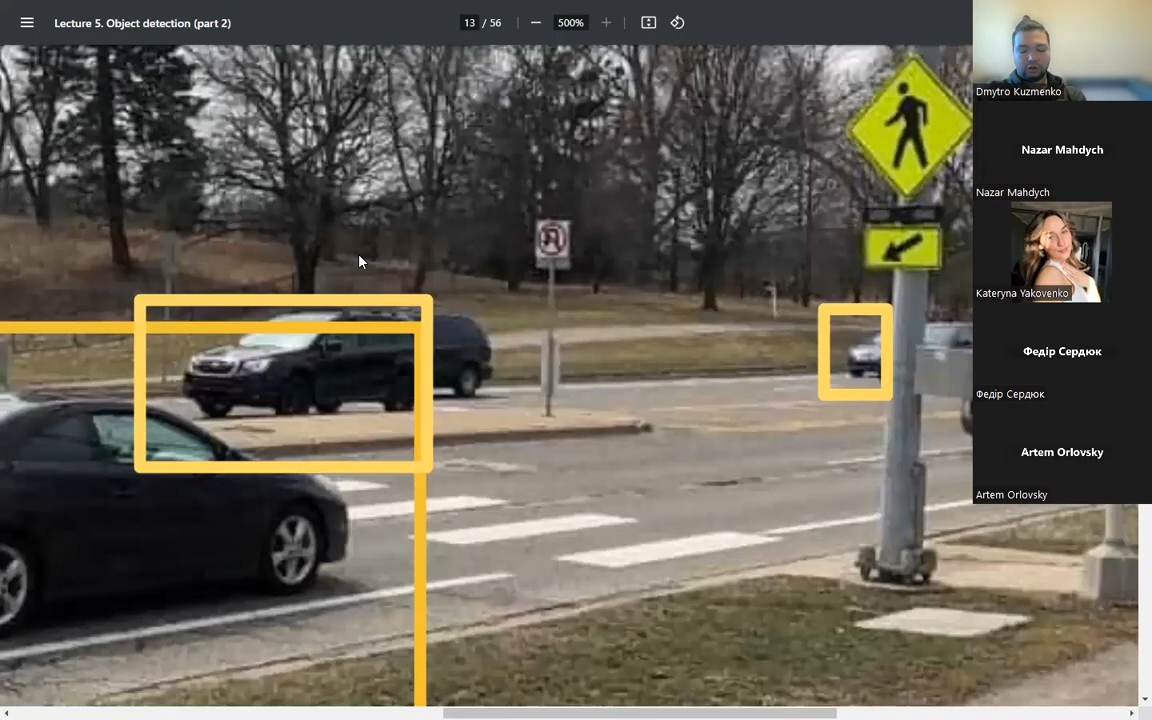 Lecture 5. Object detection (part 2)
13 / 56
500%
Dmytro Kuzmenko
Nazar Mahdych
Nazar Mahdych
Kateryna Yakovenko
Федір Сердюк
Федір Сердюк
Artem Orlovsky
Artem Orlovsky